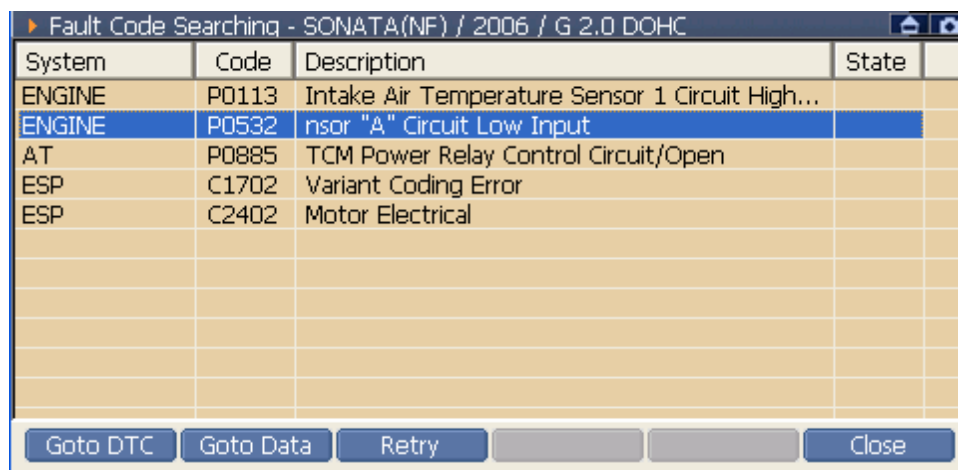 Fault Code Searching - SONATA(NF) / 2006 / G 2.0 DOHC
System Code Description State
ENGINE P0113 Intake Air Temperature Sensor 1 Circuit High...
ENGINE P0532 nsor "A" Circuit Low Input
AT P0885 TCM Power Relay Control Circuit/Open
ESP C1702 Variant Coding Error
ESP C2402 Motor Electrical
Goto DTC Goto Data Retry Close